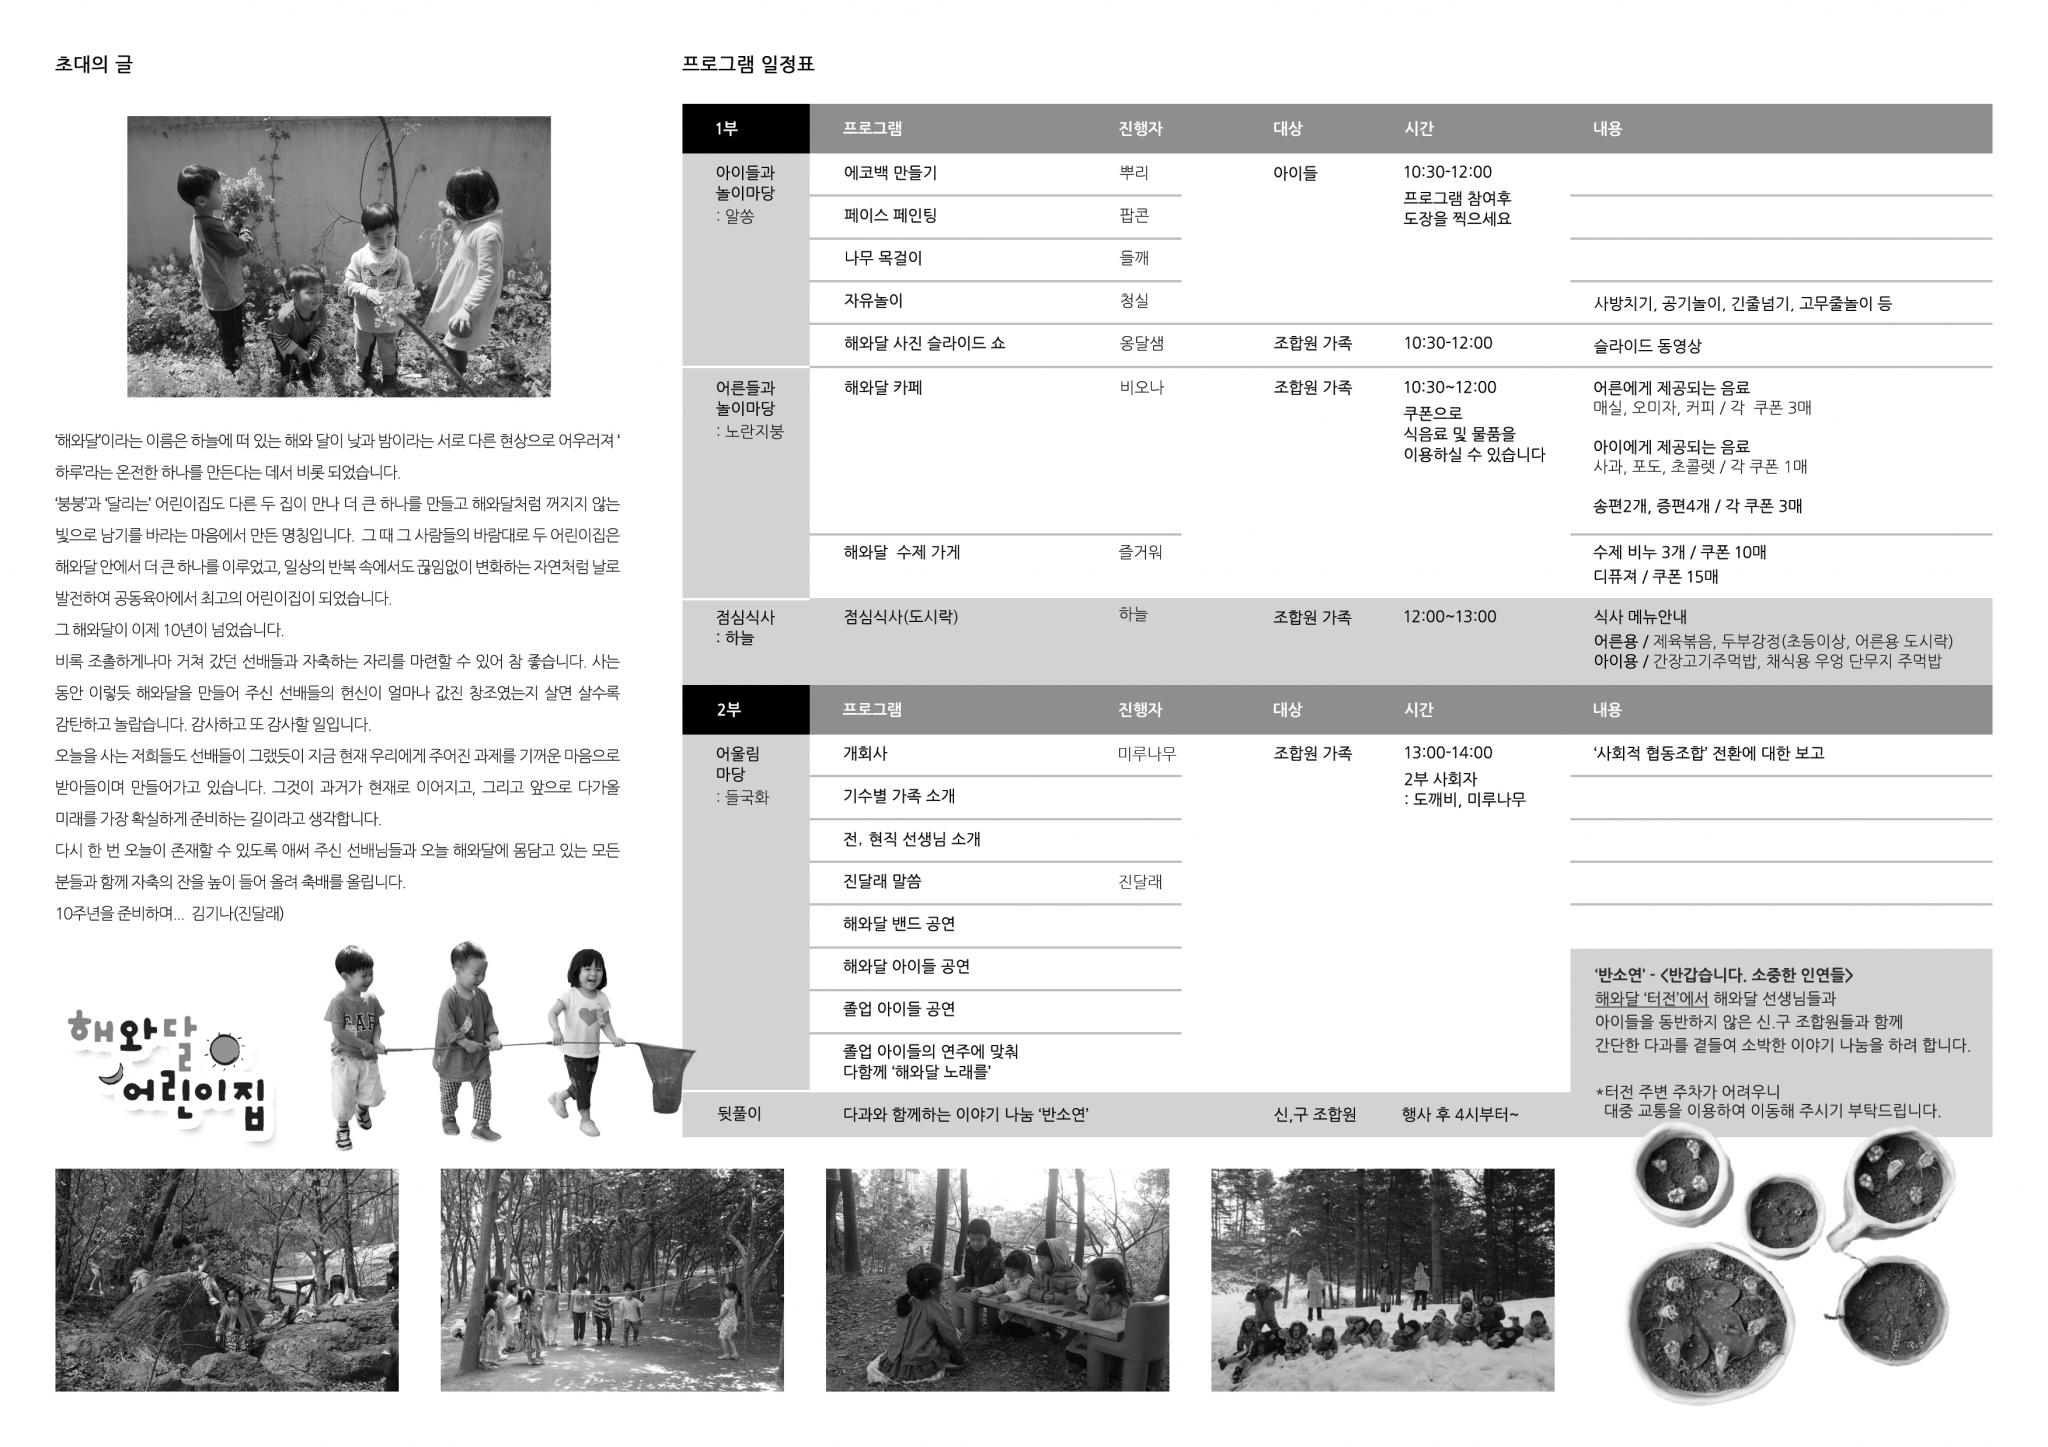 초대의 글
‘해와달’이라는 이름은 하늘에 떠 있는 해와 달이 낮과 밤이라는 서로 다른 현상으로 어우러져 ‘
하루’라는 온전한 하나를 만든다는 데서 비롯 되었습니다.
‘붕붕’과 ‘달리는’ 어린이집도 다른 두 집이 만나 더 큰 하나를 만들고 해와달처럼 꺼지지 않는
빛으로 남기를 바라는 마음에서 만든 명칭입니다. 그 때 그 사람들의 바람대로 두 어린이집은
해와달 안에서 더 큰 하나를 이루었고, 일상의 반복 속에서도 끊임없이 변화하는 자연처럼 날로
발전하여 공동육아에서 최고의 어린이집이 되었습니다.
그 해와달이 이제 10년이 넘었습니다.
비록 조촐하게나마 거쳐 갔던 선배들과 자축하는 자리를 마련할 수 있어 참 좋습니다. 사는
동안 이렇듯 해와달을 만들어 주신 선배들의 헌신이 얼마나 값진 창조였는지 살면 살수록
감탄하고 놀랍습니다. 감사하고 또 감사할 일입니다.
오늘을 사는 저희들도 선배들이 그랬듯이 지금 현재 우리에게 주어진 과제를 기꺼운 마음으로
받아들이며 만들어가고 있습니다. 그것이 과거가 현재로 이어지고, 그리고 앞으로 다가올
미래를 가장 확실하게 준비하는 길이라고 생각합니다.
다시 한 번 오늘이 존재할 수 있도록 애써 주신 선배님들과 오늘 해와달에 몸담고 있는 모든
분들과 함께 자축의 잔을 높이 들어 올려 축배를 올립니다.
10주년을 준비하며... 김기나(진달래)
해와달
어린이집
GAP
프로그램 일정표
1부 프로그램 진행자 대상 시간 내용
아이들과
놀이마당
: 알쏭
에코백 만들기 뿌리 아이들 10:30-12:00
프로그램 참여후
도장을 찍으세요
페이스 페인팅 팝콘
나무 목걸이 들깨
자유놀이 청실 사방치기, 공기놀이, 긴줄넘기, 고무줄놀이 등
해와달 사진 슬라이드 쇼 옹달샘 조합원 가족 10:30-12:00 슬라이드 동영상
어른들과
놀이마당
: 노란지붕
해와달 카페 비오나 조합원 가족 10:30~12:00
쿠폰으로
식음료 및 물품을
이용하실 수 있습니다
어른에게 제공되는 음료
매실, 오미자, 커피 / 각 쿠폰 3매
아이에게 제공되는 음료
사과, 포도, 초콜렛 / 각 쿠폰 1매
송편2개, 증편4개 / 각 쿠폰 3매
해와달 수제 가게 즐거워 수제 비누 3개 / 쿠폰 10매
디퓨져 / 쿠폰 15매
점심식사
: 하늘
점심식사(도시락) 하늘 조합원 가족 12:00~13:00 식사 메뉴안내
어른용 / 제육볶음, 두부강정(초등이상, 어른용 도시락)
아이용 / 간장고기주먹밥, 채식용 우엉 단무지 주먹밥
2부 프로그램 진행자 대상 시간 내용
어울림
마당
: 들국화
개회사 미루나무 조합원 가족 13:00-14:00 ‘사회적 협동조합’ 전환에 대한 보고
2부 사회자
: 도깨비, 미루나무
기수별 가족 소개
전, 현직 선생님 소개
진달래 말씀 진달래
해와달 밴드 공연
해와달 아이들 공연
졸업 아이들 공연
졸업 아이들의 연주에 맞춰
다함께 ‘해와달 노래를’
뒷풀이 다과와 함께하는 이야기 나눔 ‘반소연’ 신,구 조합원 행사 후 4시부터~
‘반소연’ - <반갑습니다. 소중한 인연들>
해와달 ‘터전’에서 해와달 선생님들과
아이들을 동반하지 않은 신.구 조합원들과 함께
간단한 다과를 곁들여 소박한 이야기 나눔을 하려 합니다.
*터전 주변 주차가 어려우니
대중 교통을 이용하여 이동해 주시기 부탁드립니다.